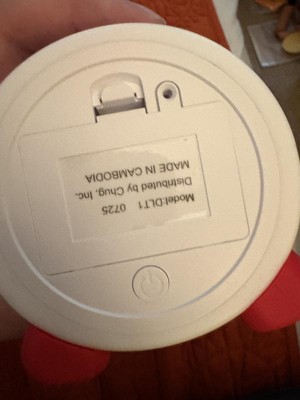 Model:DLT1 0725
Distributed by Chug, Inc.
MADE IN CAMBODIA